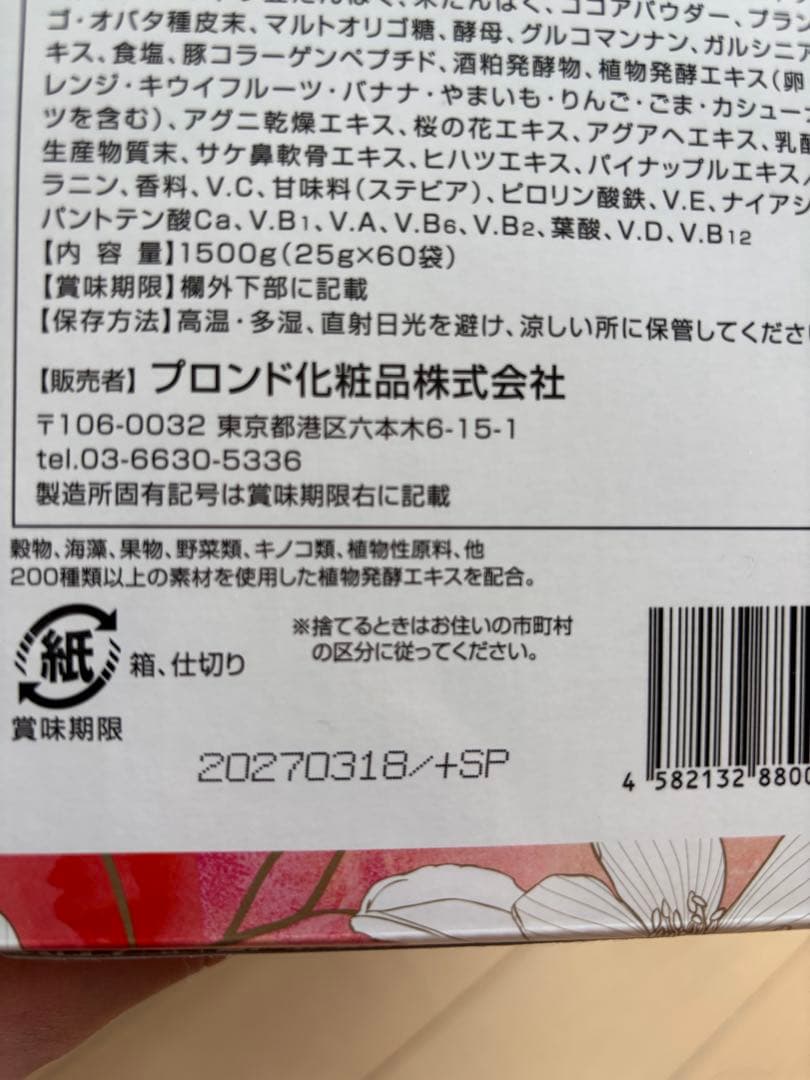 ゴ・オバタ種皮末、マルトオリゴ糖、酵母、グルコマンナン、ガルシニア
キス、食塩、豚コラーゲンペプチド、酒粕発酵物、植物発酵エキス(卵
レンジ・キウイフルーツ・バナナ・やまいも・りんご・ごま・カシュー
ツを含む)、アグニ乾燥エキス、桜の花エキス、アグアヘエキス、乳酸
生産物質末、サケ鼻軟骨エキス、ヒハツエキス、パイナップルエキス
ラニン、香料、V.C、甘味料(ステビア)、ピロリン酸鉄、V.E、ナイアシ
パントテン酸Ca、V.B1、V.A、V.B6、V.B2、葉酸、V.D、V.B12
【内 容 量】1500g(25g×60袋)
【賞味期限】欄外下部に記載
【保存方法】高温・多湿、直射日光を避け、涼しい所に保管してくださ
【販売者】プロンド化粧品株式会社
〒106-0032 東京都港区六本木6-15-1
tel.03-6630-5336
製造所固有記号は賞味期限右に記載
穀物、海藻、果物、野菜類、キノコ類、植物性原料、他
200種類以上の素材を使用した植物発酵エキスを配合。
紙
箱、仕切り
※捨てるときはお住いの市町村
の区分に従ってください。
賞味期限
20270318/+SP
4 582132 8800